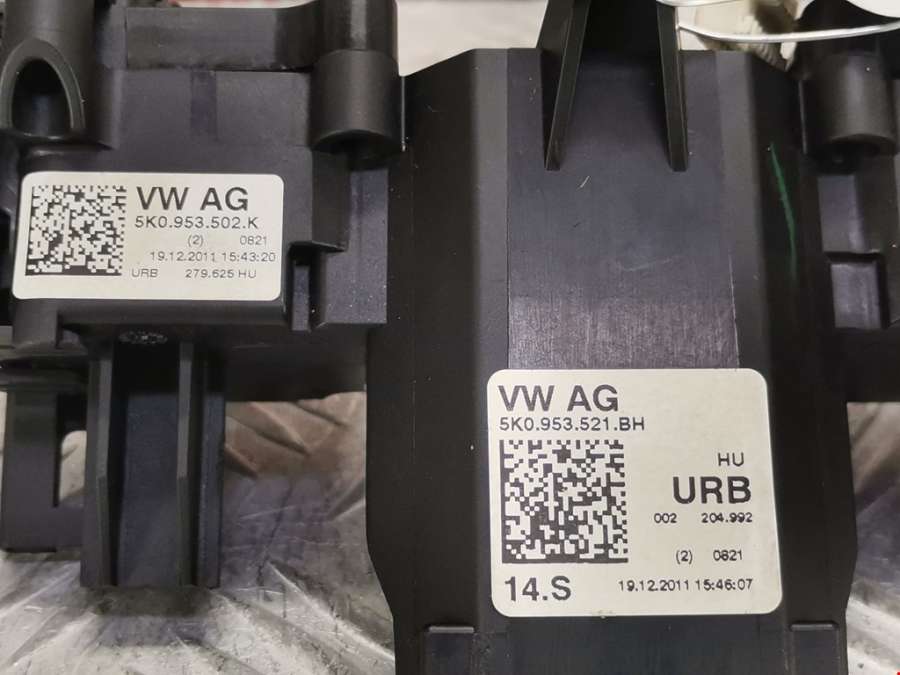 VW AG
5K0.953.502.K
(2) 0821
19.12.2011 15:43:20
URB 279.625 HU
VW AG
5K0.953.521.BH
HU
URB
002 204.992
(2) 0821
14.S 19.12.2011 15:46:07